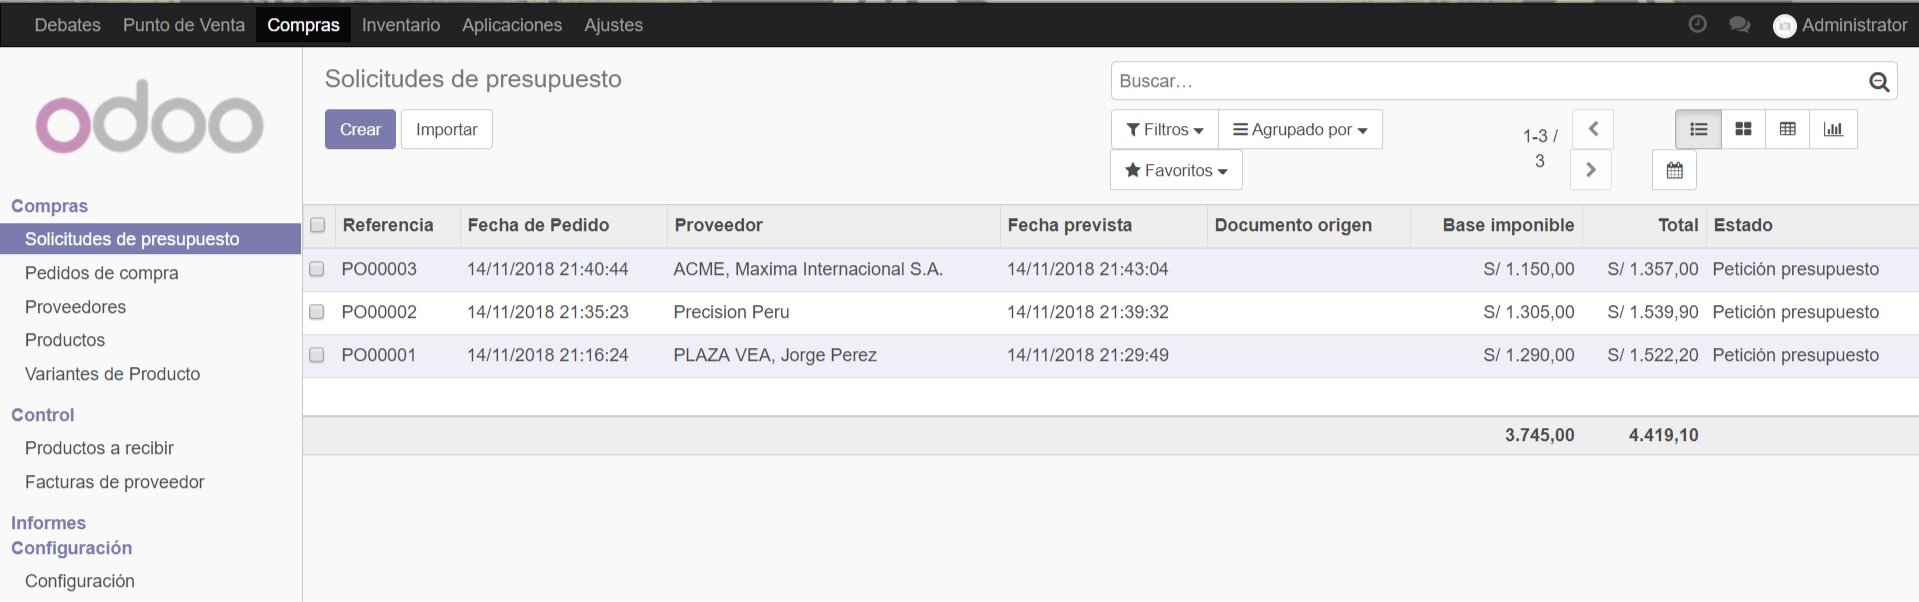 Debates Punto de Venta Compras Inventario Aplicaciones Ajustes Administrator
odoo
Compras
Solicitudes de presupuesto
Pedidos de compra
Proveedores
Productos
Variantes de Producto
Control
Productos a recibir
Facturas de proveedor
Informes
Configuración
Configuración
Solicitudes de presupuesto
Buscar...
Crear Importar
Filtros Agrupado por
Favoritos
1-3 /
3
Referencia Fecha de Pedido Proveedor Fecha prevista Documento origen Base imponible Total Estado
PO00003 14/11/2018 21:40:44 ACME, Maxima Internacional S.A. 14/11/2018 21:43:04 S/ 1.150,00 S/ 1.357,00 Petición presupuesto
PO00002 14/11/2018 21:35:23 Precision Peru 14/11/2018 21:39:32 S/ 1.305,00 S/ 1.539,90 Petición presupuesto
PO00001 14/11/2018 21:16:24 PLAZA VEA, Jorge Perez 14/11/2018 21:29:49 S/ 1.290,00 S/ 1.522,20 Petición presupuesto
3.745,00 4.419,10